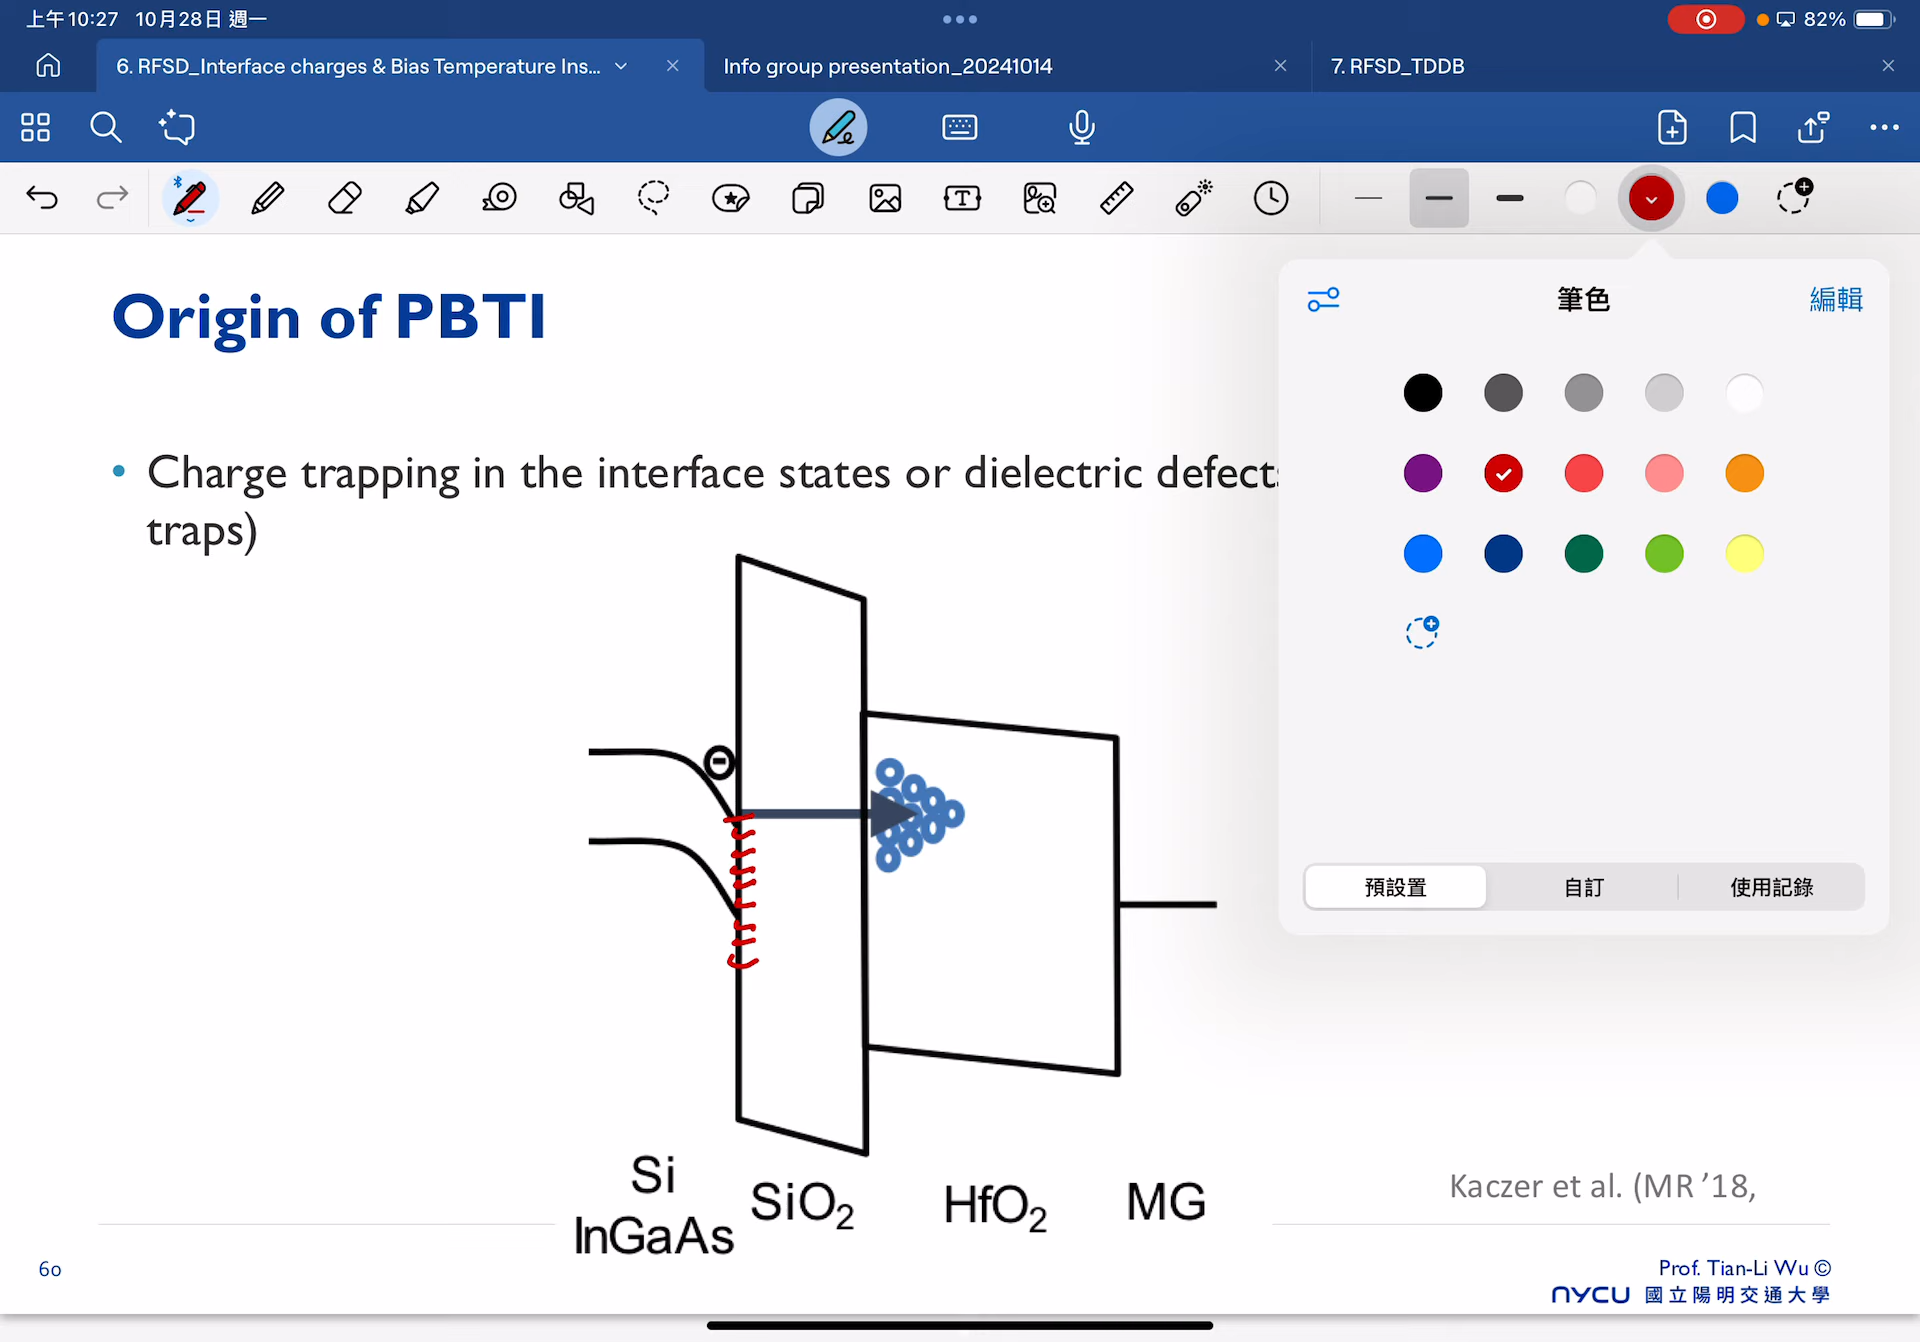 上午10:27 10月28日 週一
82%
6. RFSD_Interface charges & Bias Temperature Ins...
Info group presentation_20241014
7. RFSD_TDDB
Origin of PBTI
筆色
編輯
• Charge trapping in the interface states or dielectric defects
traps)
預設置
自訂
使用記錄
Si
InGaAs
SiO₂
HfO₂
MG
Kaczer et al. (MR ’18,
60
Prof. Tian-Li Wu ©
NYCU 國立陽明交通大學